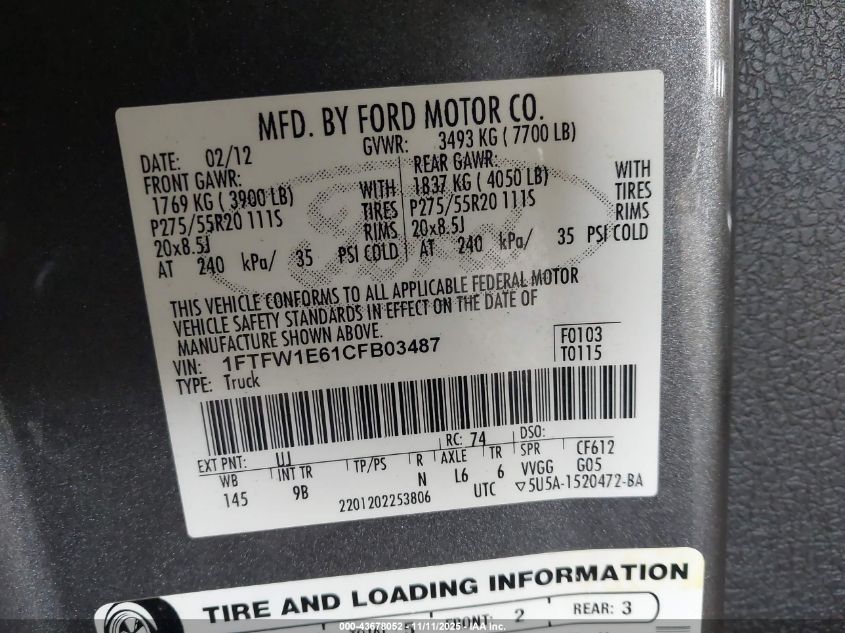 MFD. BY FORD MOTOR CO.
DATE: 02/12 GVWR: 3493 KG ( 7700 LB)
FRONT GAWR: REAR GAWR:
1769 KG ( 3900 LB) WITH 1837 KG ( 4050 LB) WITH
P275/55R20 111S TIRES P275/55R20 111S TIRES
20x8.5J RIMS 20x8.5J RIMS
AT 240 kPa/ 35 PSI COLD AT 240 kPa/ 35 PSI COLD
THIS VEHICLE CONFORMS TO ALL APPLICABLE FEDERAL MOTOR
VEHICLE SAFETY STANDARDS IN EFFECT ON THE DATE OF
MANUFACTURE SHOWN ABOVE.
VIN: 1FTFW1E61CFB03487 F0103
TYPE: Truck T0115
EXT PNT: UJ RC: 74 DSO:
WB INT TR TP/PS R AXLE TR SPR CF612
145 9B N L6 6 VVGG G05
2201202253806 UTC ▽5U5A-1520472-BA
TIRE AND LOADING INFORMATION
FRONT: 2 REAR: 3
000-43678052 - 11/11/2025 - IAA Inc.